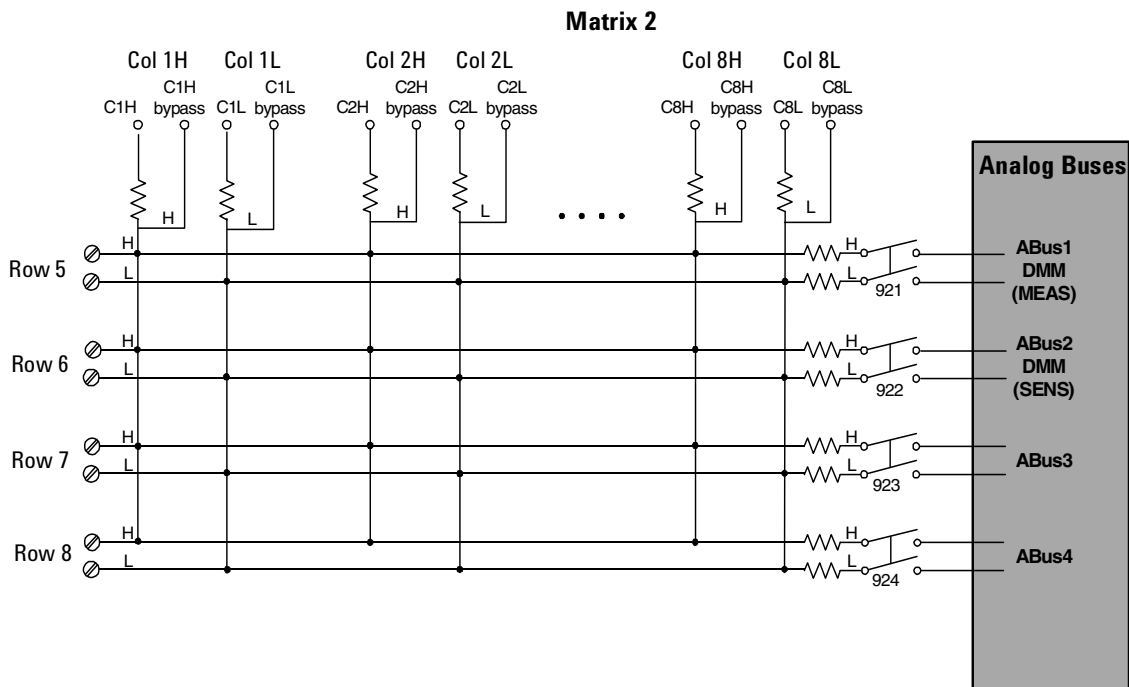 Matrix 2
Col 1H Col 1L Col 2H Col 2L Col 8H Col 8L
C1H C1L C2H C2L C8H C8L
C1H bypass C1L bypass C2H bypass C2L bypass C8H bypass C8L bypass
H L H L H L
Analog Buses
Row 5
H
L
H
L
921
ABus1
DMM
(MEAS)
Row 6
H
L
H
L
922
ABus2
DMM
(SENS)
Row 7
H
L
H
L
923
ABus3
Row 8
H
L
H
L
924
ABus4